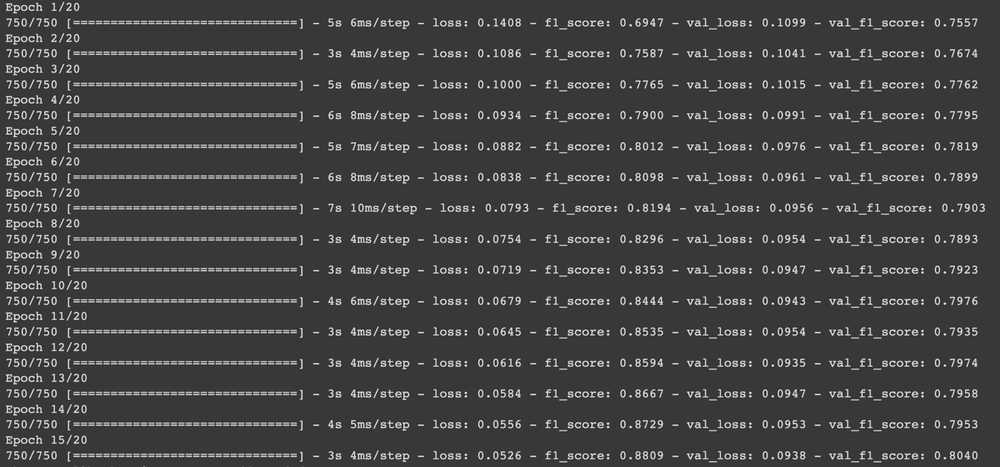 Epoch 1/20
750/750 [==============================] - 5s 6ms/step - loss: 0.1408 - f1_score: 0.6947 - val_loss: 0.1099 - val_f1_score: 0.7557
Epoch 2/20
750/750 [==============================] - 3s 4ms/step - loss: 0.1086 - f1_score: 0.7587 - val_loss: 0.1041 - val_f1_score: 0.7674
Epoch 3/20
750/750 [==============================] - 5s 6ms/step - loss: 0.1000 - f1_score: 0.7765 - val_loss: 0.1015 - val_f1_score: 0.7762
Epoch 4/20
750/750 [==============================] - 6s 8ms/step - loss: 0.0934 - f1_score: 0.7900 - val_loss: 0.0991 - val_f1_score: 0.7795
Epoch 5/20
750/750 [==============================] - 5s 7ms/step - loss: 0.0882 - f1_score: 0.8012 - val_loss: 0.0976 - val_f1_score: 0.7819
Epoch 6/20
750/750 [==============================] - 6s 8ms/step - loss: 0.0838 - f1_score: 0.8098 - val_loss: 0.0961 - val_f1_score: 0.7899
Epoch 7/20
750/750 [==============================] - 7s 10ms/step - loss: 0.0793 - f1_score: 0.8194 - val_loss: 0.0956 - val_f1_score: 0.7903
Epoch 8/20
750/750 [==============================] - 3s 4ms/step - loss: 0.0754 - f1_score: 0.8296 - val_loss: 0.0954 - val_f1_score: 0.7893
Epoch 9/20
750/750 [==============================] - 3s 4ms/step - loss: 0.0719 - f1_score: 0.8353 - val_loss: 0.0947 - val_f1_score: 0.7923
Epoch 10/20
750/750 [==============================] - 4s 6ms/step - loss: 0.0679 - f1_score: 0.8444 - val_loss: 0.0943 - val_f1_score: 0.7976
Epoch 11/20
750/750 [==============================] - 3s 4ms/step - loss: 0.0645 - f1_score: 0.8535 - val_loss: 0.0954 - val_f1_score: 0.7935
Epoch 12/20
750/750 [==============================] - 3s 4ms/step - loss: 0.0616 - f1_score: 0.8594 - val_loss: 0.0935 - val_f1_score: 0.7974
Epoch 13/20
750/750 [==============================] - 3s 4ms/step - loss: 0.0584 - f1_score: 0.8667 - val_loss: 0.0947 - val_f1_score: 0.7958
Epoch 14/20
750/750 [==============================] - 4s 5ms/step - loss: 0.0556 - f1_score: 0.8729 - val_loss: 0.0953 - val_f1_score: 0.7953
Epoch 15/20
750/750 [==============================] - 3s 4ms/step - loss: 0.0526 - f1_score: 0.8809 - val_loss: 0.0938 - val_f1_score: 0.8040